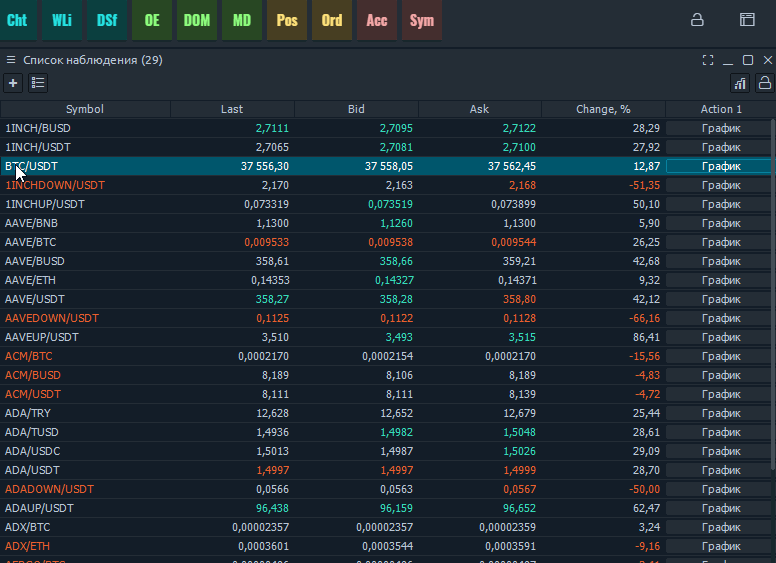 Cht WLi DSf OE DOM MD Pos Ord Acc Sym
Список наблюдения (29)
Symbol Last Bid Ask Change, % Action 1
1INCH/BUSD 2,7111 2,7095 2,7122 28,29 График
1INCH/USDT 2,7065 2,7081 2,7100 27,92 График
BTC/USDT 37 556,30 37 558,05 37 562,45 12,87 График
1INCHDOWN/USDT 2,170 2,163 2,168 -51,35 График
1INCHUP/USDT 0,073319 0,073519 0,073899 50,10 График
AAVE/BNB 1,1300 1,1260 1,1300 5,90 График
AAVE/BTC 0,009533 0,009538 0,009544 26,25 График
AAVE/BUSD 358,61 358,66 359,21 42,68 График
AAVE/ETH 0,14353 0,14327 0,14371 9,32 График
AAVE/USDT 358,27 358,28 358,80 42,12 График
AAVEDOWN/USDT 0,1125 0,1122 0,1128 -66,16 График
AAVEUP/USDT 3,510 3,493 3,515 86,41 График
ACM/BTC 0,0002170 0,0002154 0,0002170 -15,56 График
ACM/BUSD 8,189 8,106 8,189 -4,83 График
ACM/USDT 8,111 8,111 8,139 -4,72 График
ADA/TRY 12,628 12,652 12,679 25,44 График
ADA/TUSD 1,4936 1,4982 1,5048 28,61 График
ADA/USDC 1,5013 1,4987 1,5026 29,09 График
ADA/USDT 1,4997 1,4997 1,4999 28,70 График
ADADOWN/USDT 0,0566 0,0563 0,0567 -50,00 График
ADAUP/USDT 96,438 96,159 96,652 62,47 График
ADX/BTC 0,00002357 0,00002357 0,00002359 3,24 График
ADX/ETH 0,0003601 0,0003544 0,0003591 -9,16 График